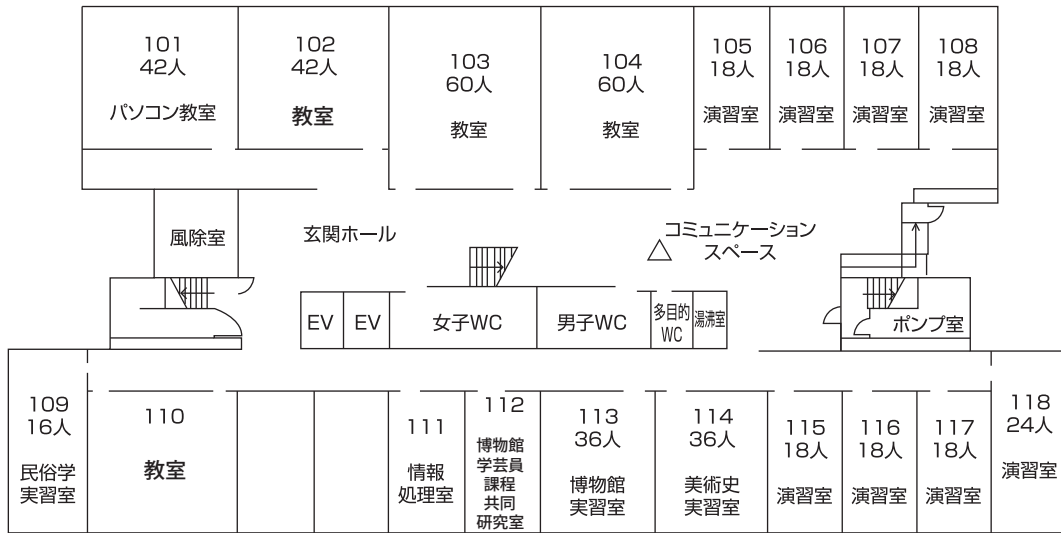 101
42人
パソコン教室
102
42人
教室
103
60人
教室
104
60人
教室
105
18人
演習室
106
18人
演習室
107
18人
演習室
108
18人
演習室
風除室
玄関ホール
コミュニケーション
スペース
EV
EV
女子WC
男子WC
多目的
WC
湯沸室
ポンプ室
109
16人
民俗学
実習室
110
教室
111
情報
処理室
112
博物館
学芸員
課程
共同
研究室
113
36人
博物館
実習室
114
36人
美術史
実習室
115
18人
演習室
116
18人
演習室
117
18人
演習室
118
24人
演習室